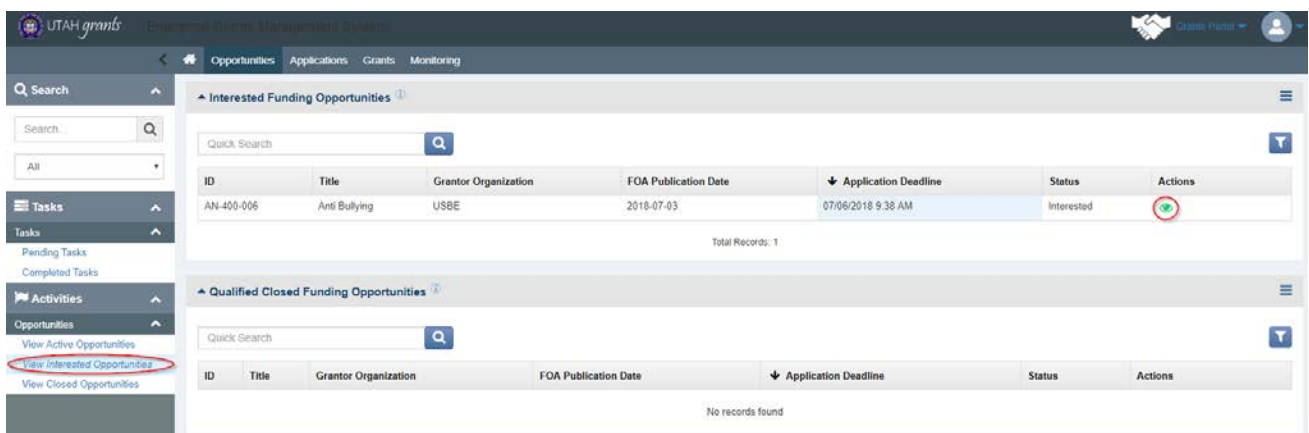 UTAH grants Enterprise Grants Management System Grants Portal
Opportunities Applications Grants Monitoring
Search
Search...
All
Tasks
Tasks
Pending Tasks
Completed Tasks
Activities
Opportunities
View Active Opportunities
View Interested Opportunities
View Closed Opportunities
Interested Funding Opportunities
Quick Search
ID Title Grantor Organization FOA Publication Date Application Deadline Status Actions
AN-400-006 Anti Bullying USBE 2018-07-03 07/06/2018 9:38 AM Interested
Total Records: 1
Qualified Closed Funding Opportunities
Quick Search
ID Title Grantor Organization FOA Publication Date Application Deadline Status Actions
No records found